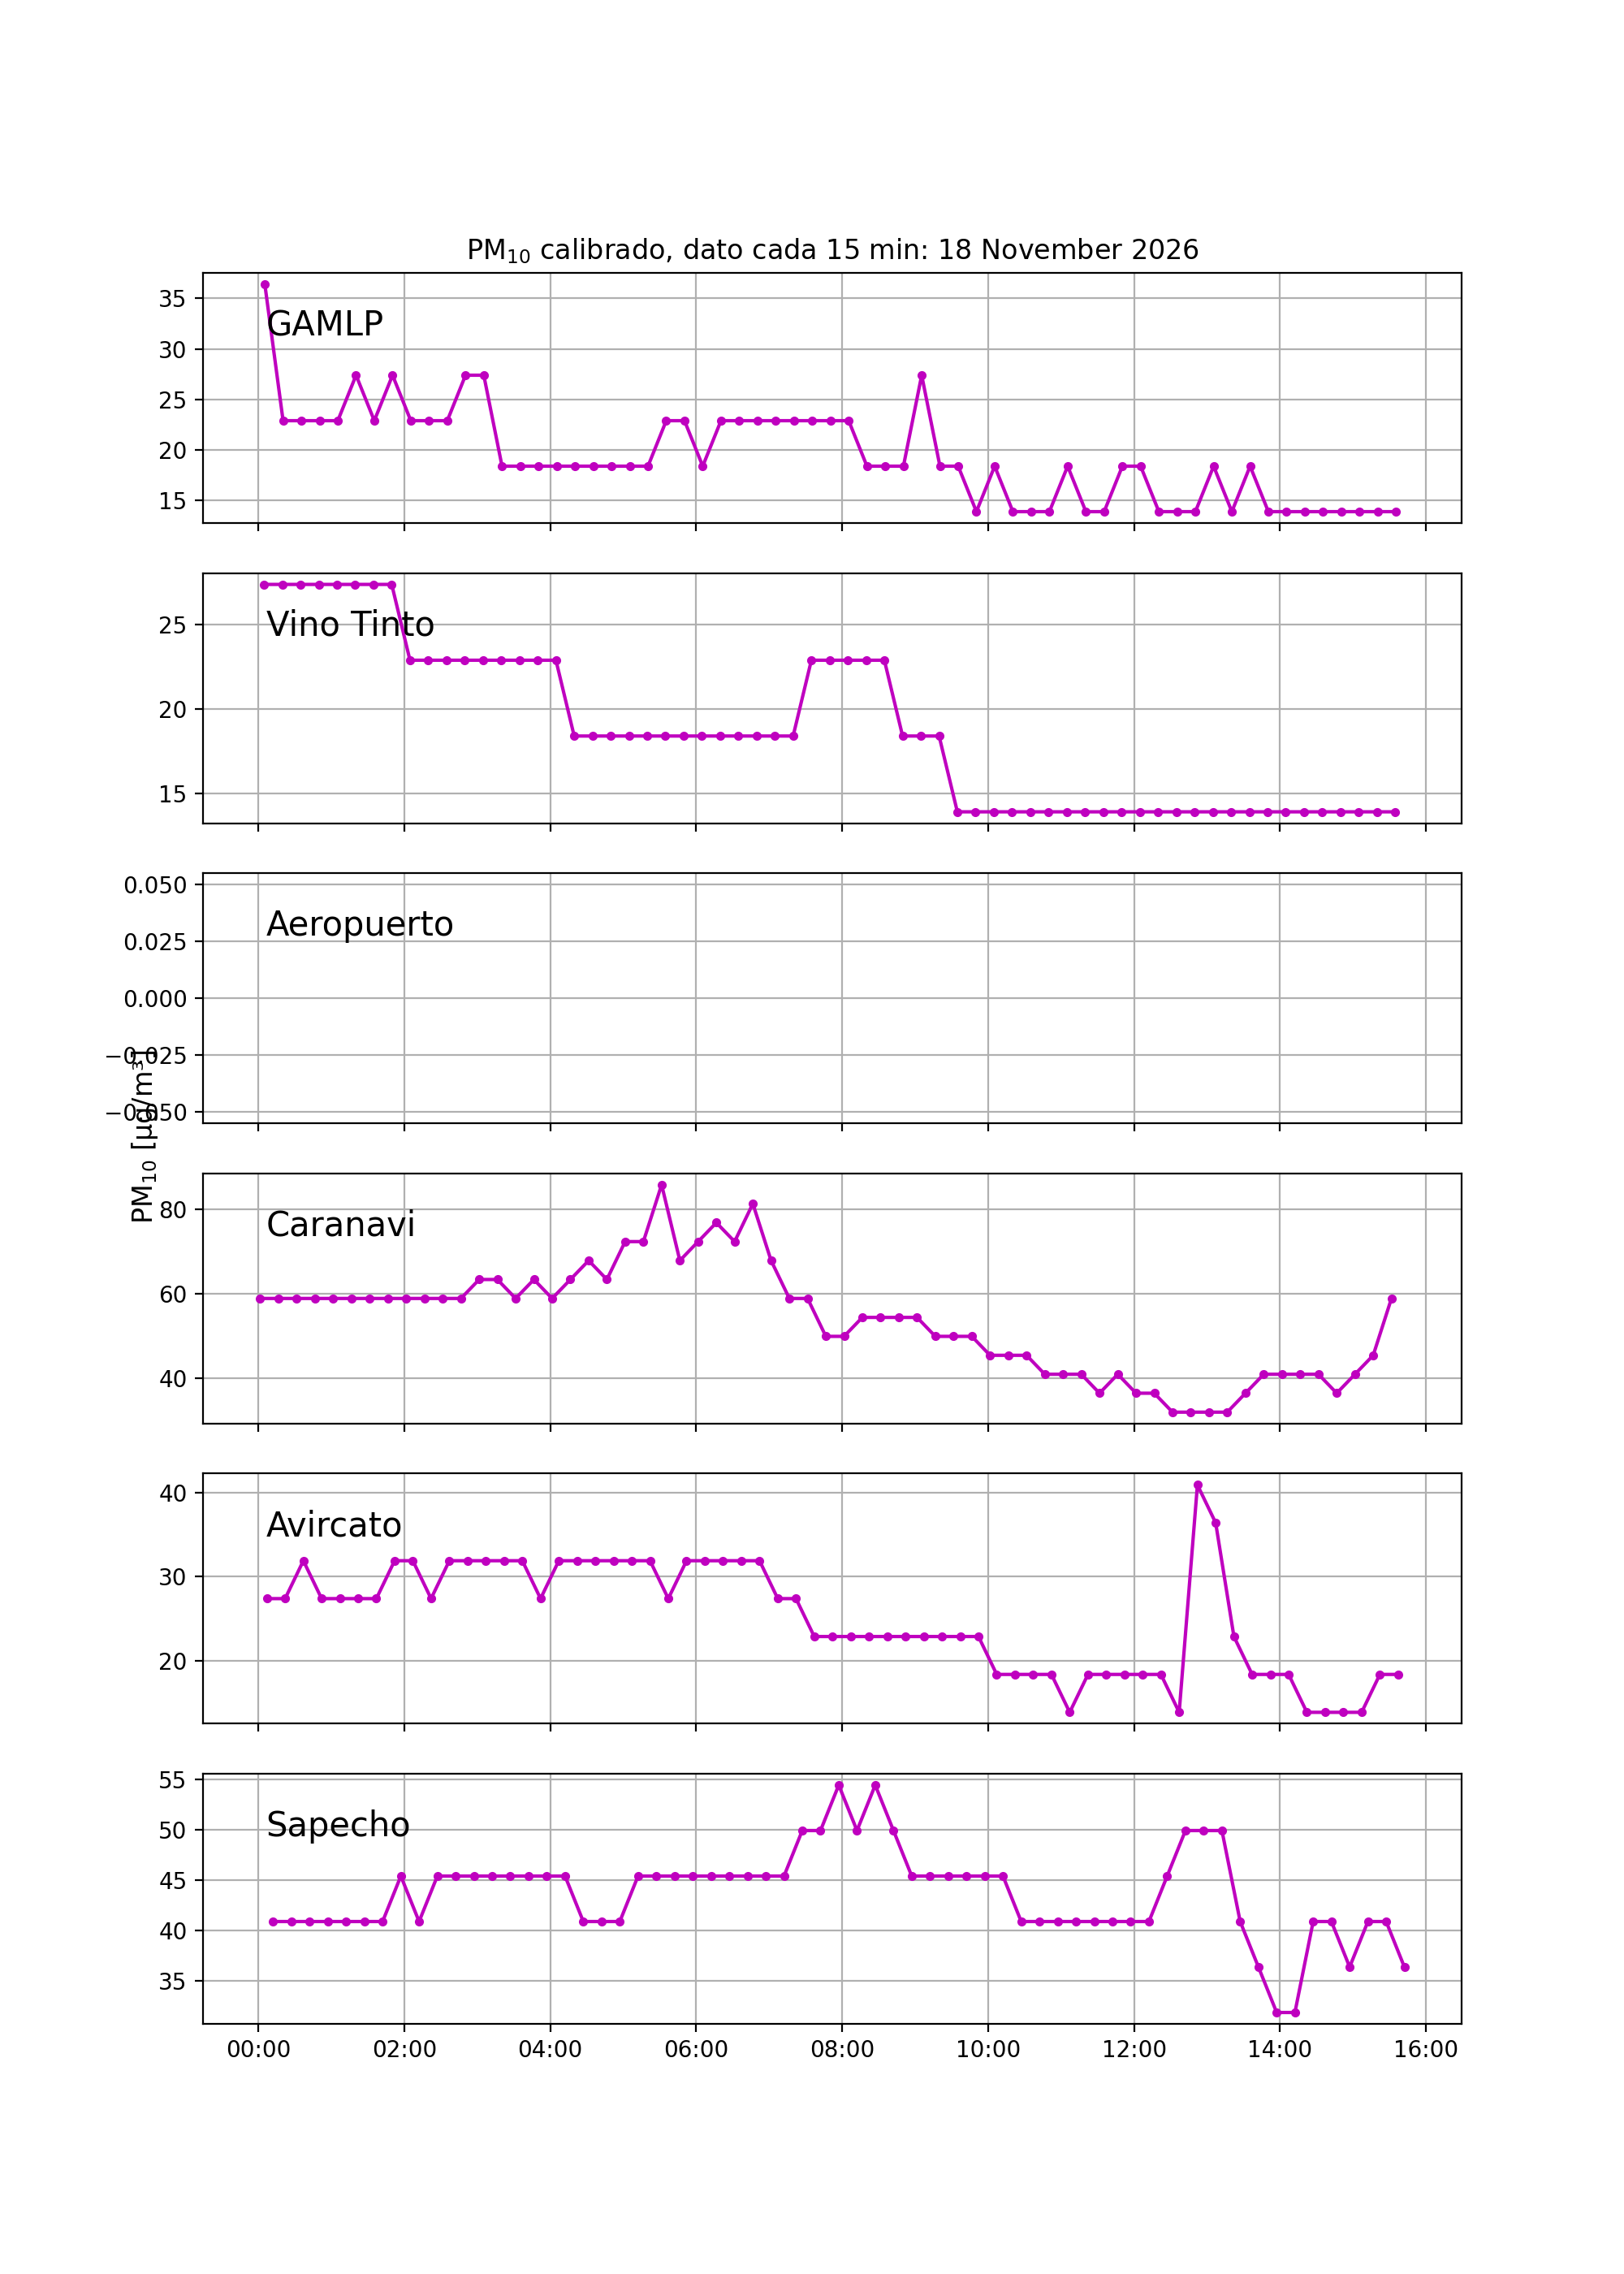 PM₁₀ calibrado, dato cada 15 min: 18 November 2026
35
GAMLP
30
25
20
15
Vino Tinto
25
20
15
0.050
Aeropuerto
0.025
0.000
−0.025
−0.050
PM₁₀ [µg/m³]
80
Caranavi
60
40
40
Avircato
30
20
55
Sapecho
50
45
40
35
00:00 02:00 04:00 06:00 08:00 10:00 12:00 14:00 16:00